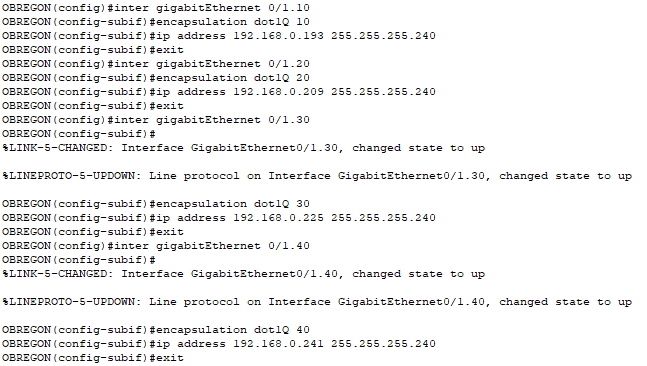 OBREGON(config)#inter gigabitEthernet 0/1.10
OBREGON(config-subif)#encapsulation dot1Q 10
OBREGON(config-subif)#ip address 192.168.0.193 255.255.255.240
OBREGON(config-subif)#exit
OBREGON(config)#inter gigabitEthernet 0/1.20
OBREGON(config-subif)#encapsulation dot1Q 20
OBREGON(config-subif)#ip address 192.168.0.209 255.255.255.240
OBREGON(config-subif)#exit
OBREGON(config)#inter gigabitEthernet 0/1.30
OBREGON(config-subif)#
%LINK-5-CHANGED: Interface GigabitEthernet0/1.30, changed state to up
%LINEPROTO-5-UPDOWN: Line protocol on Interface GigabitEthernet0/1.30, changed state to up
OBREGON(config-subif)#encapsulation dot1Q 30
OBREGON(config-subif)#ip address 192.168.0.225 255.255.255.240
OBREGON(config-subif)#exit
OBREGON(config)#inter gigabitEthernet 0/1.40
OBREGON(config-subif)#
%LINK-5-CHANGED: Interface GigabitEthernet0/1.40, changed state to up
%LINEPROTO-5-UPDOWN: Line protocol on Interface GigabitEthernet0/1.40, changed state to up
OBREGON(config-subif)#encapsulation dot1Q 40
OBREGON(config-subif)#ip address 192.168.0.241 255.255.255.240
OBREGON(config-subif)#exit